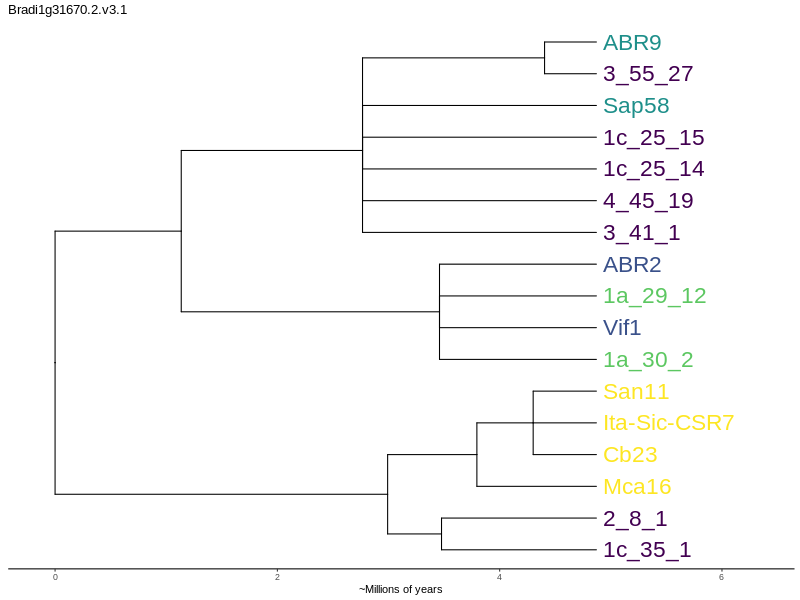 Bradi1g31670.2.v3.1
ABR9
3_55_27
Sap58
1c_25_15
1c_25_14
4_45_19
3_41_1
ABR2
1a_29_12
Vif1
1a_30_2
San11
Ita-Sic-CSR7
Cb23
Mca16
2_8_1
1c_35_1
0 2 4 6
~Millions of years